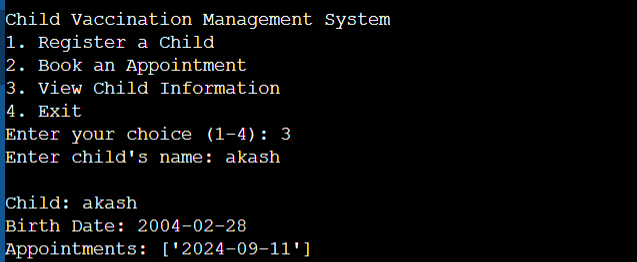 Child Vaccination Management System
1. Register a Child
2. Book an Appointment
3. View Child Information
4. Exit
Enter your choice (1-4): 3
Enter child's name: akash
Child: akash
Birth Date: 2004-02-28
Appointments: ['2024-09-11']